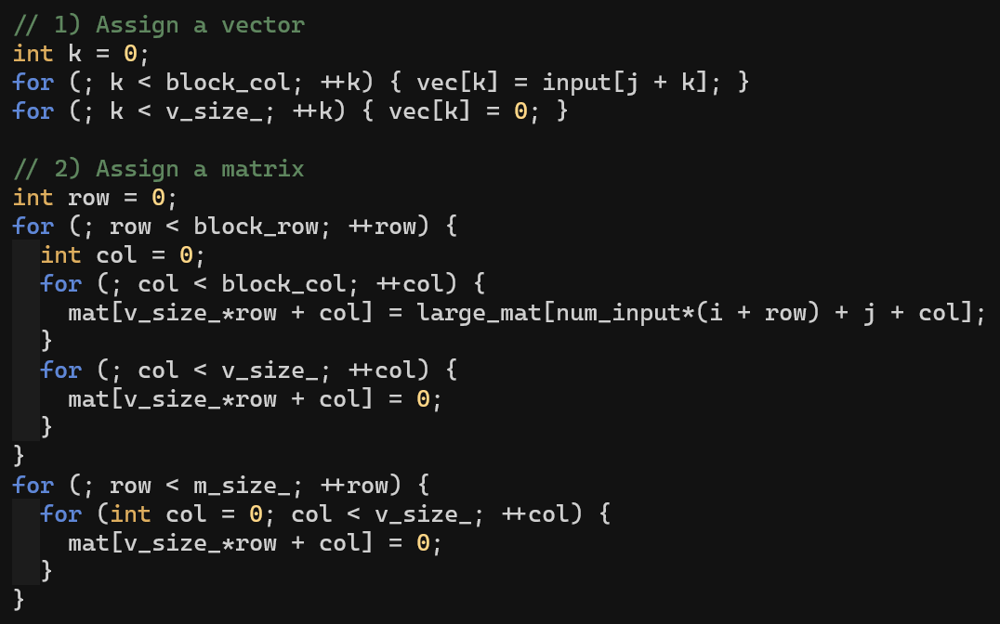 // 1) Assign a vector
int k = 0;
for (; k < block_col; ++k) { vec[k] = input[j + k]; }
for (; k < v_size_; ++k) { vec[k] = 0; }

// 2) Assign a matrix
int row = 0;
for (; row < block_row; ++row) {
  int col = 0;
  for (; col < block_col; ++col) {
    mat[v_size_*row + col] = large_mat[num_input*(i + row) + j + col];
  }
  for (; col < v_size_; ++col) {
    mat[v_size_*row + col] = 0;
  }
}
for (; row < m_size_; ++row) {
  for (int col = 0; col < v_size_; ++col) {
    mat[v_size_*row + col] = 0;
  }
}